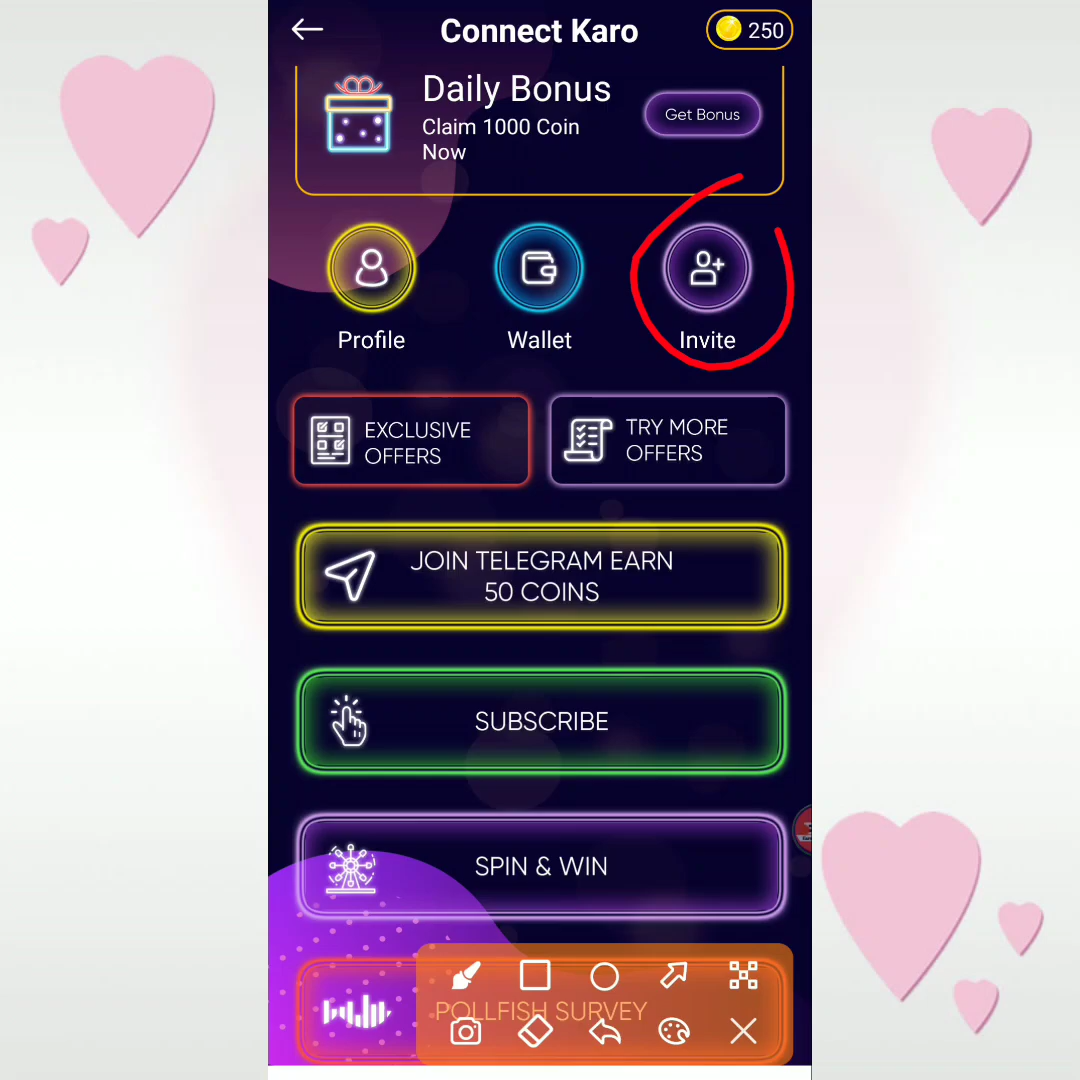 Connect Karo
250
Daily Bonus
Claim 1000 Coin
Now
Get Bonus
Profile
Wallet
Invite
EXCLUSIVE
OFFERS
TRY MORE
OFFERS
JOIN TELEGRAM EARN
50 COINS
SUBSCRIBE
SPIN & WIN
POLLFISH SURVEY